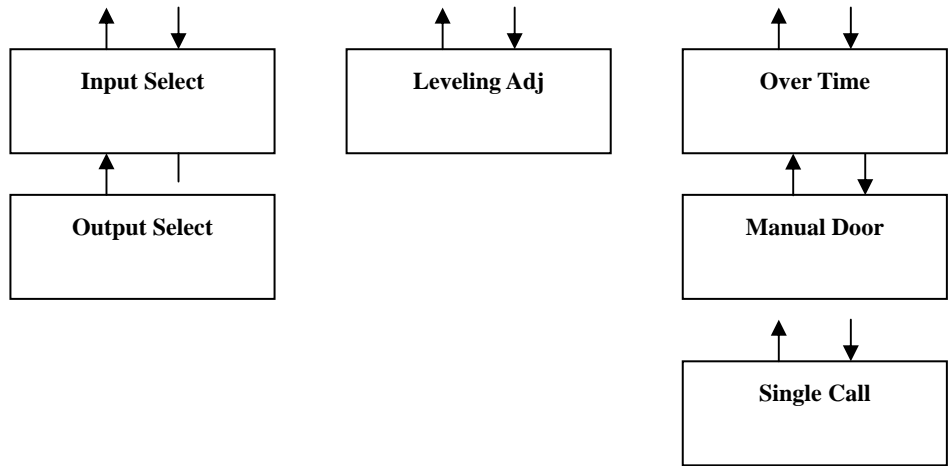 Input Select
Leveling Adj
Over Time
Output Select
Manual Door
Single Call